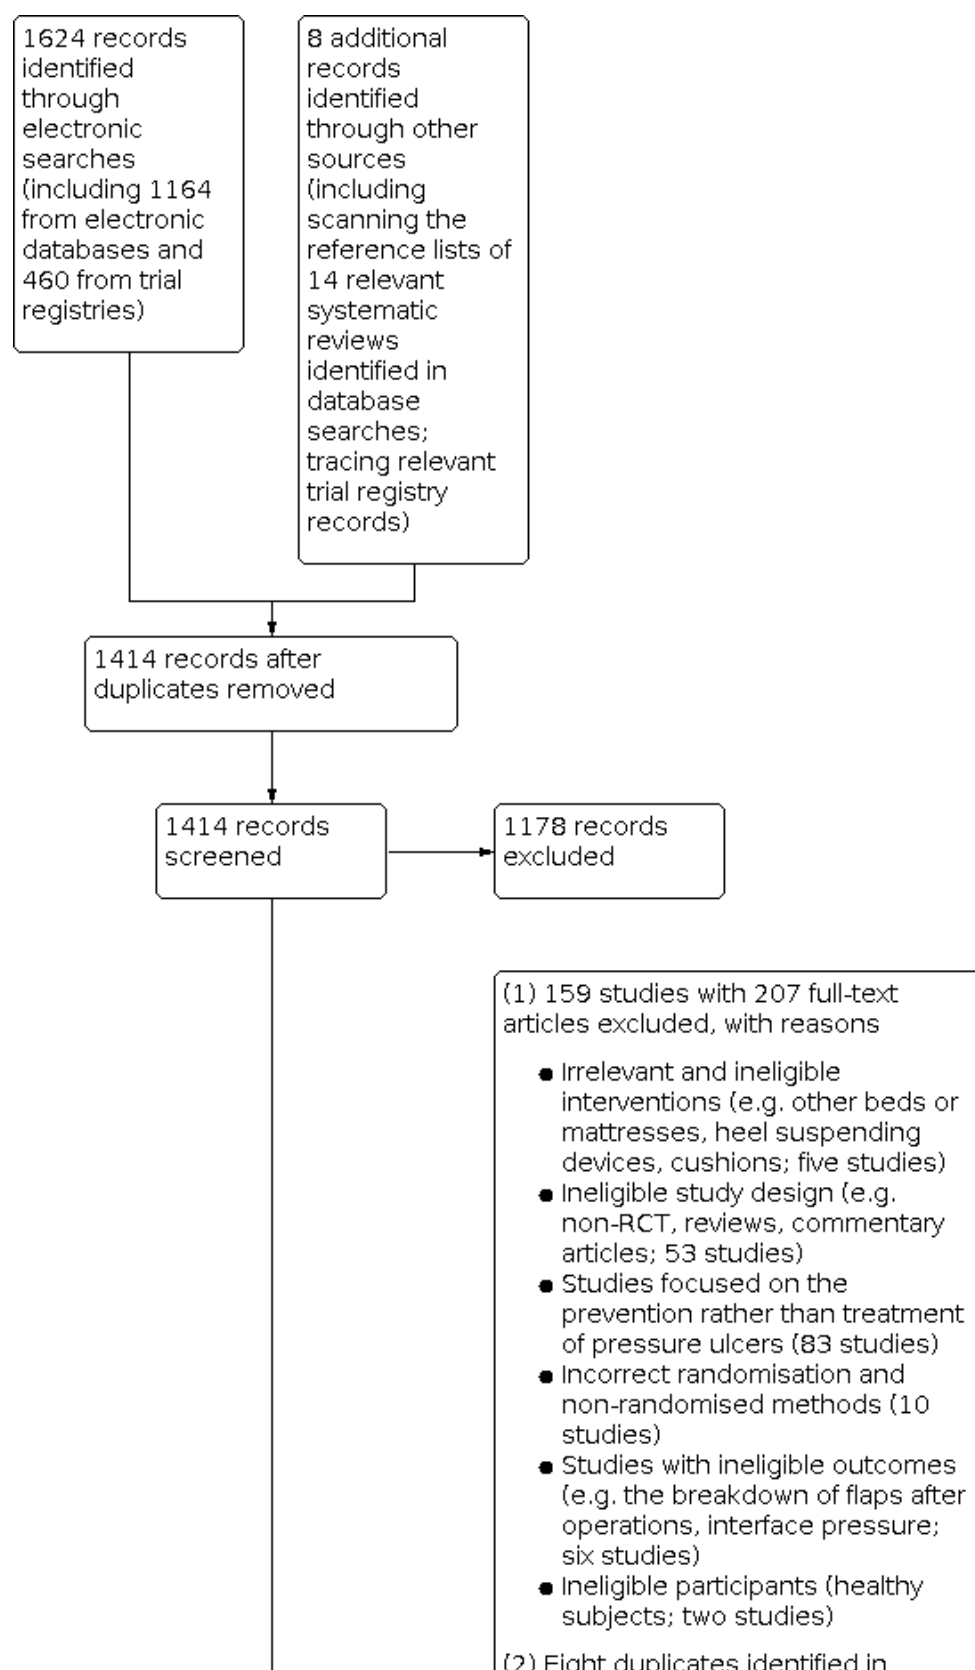 1624 records
identified
through
electronic
searches
(including 1164
from electronic
databases and
460 from trial
registries)
8 additional
records
identified
through other
sources
(including
scanning the
reference lists of
14 relevant
systematic
reviews
identified in
database
searches;
tracing relevant
trial registry
records)
1414 records after
duplicates removed
1414 records
screened
1178 records
excluded
(1) 159 studies with 207 full-text
articles excluded, with reasons
● Irrelevant and ineligible
interventions (e.g. other beds or
mattresses, heel suspending
devices, cushions; five studies)
● Ineligible study design (e.g.
non-RCT, reviews, commentary
articles; 53 studies)
● Studies focused on the
prevention rather than treatment
of pressure ulcers (83 studies)
● Incorrect randomisation and
non-randomised methods (10
studies)
● Studies with ineligible outcomes
(e.g. the breakdown of flaps after
operations, interface pressure;
six studies)
● Ineligible participants (healthy
subjects; two studies)
(2) Eight duplicates identified in